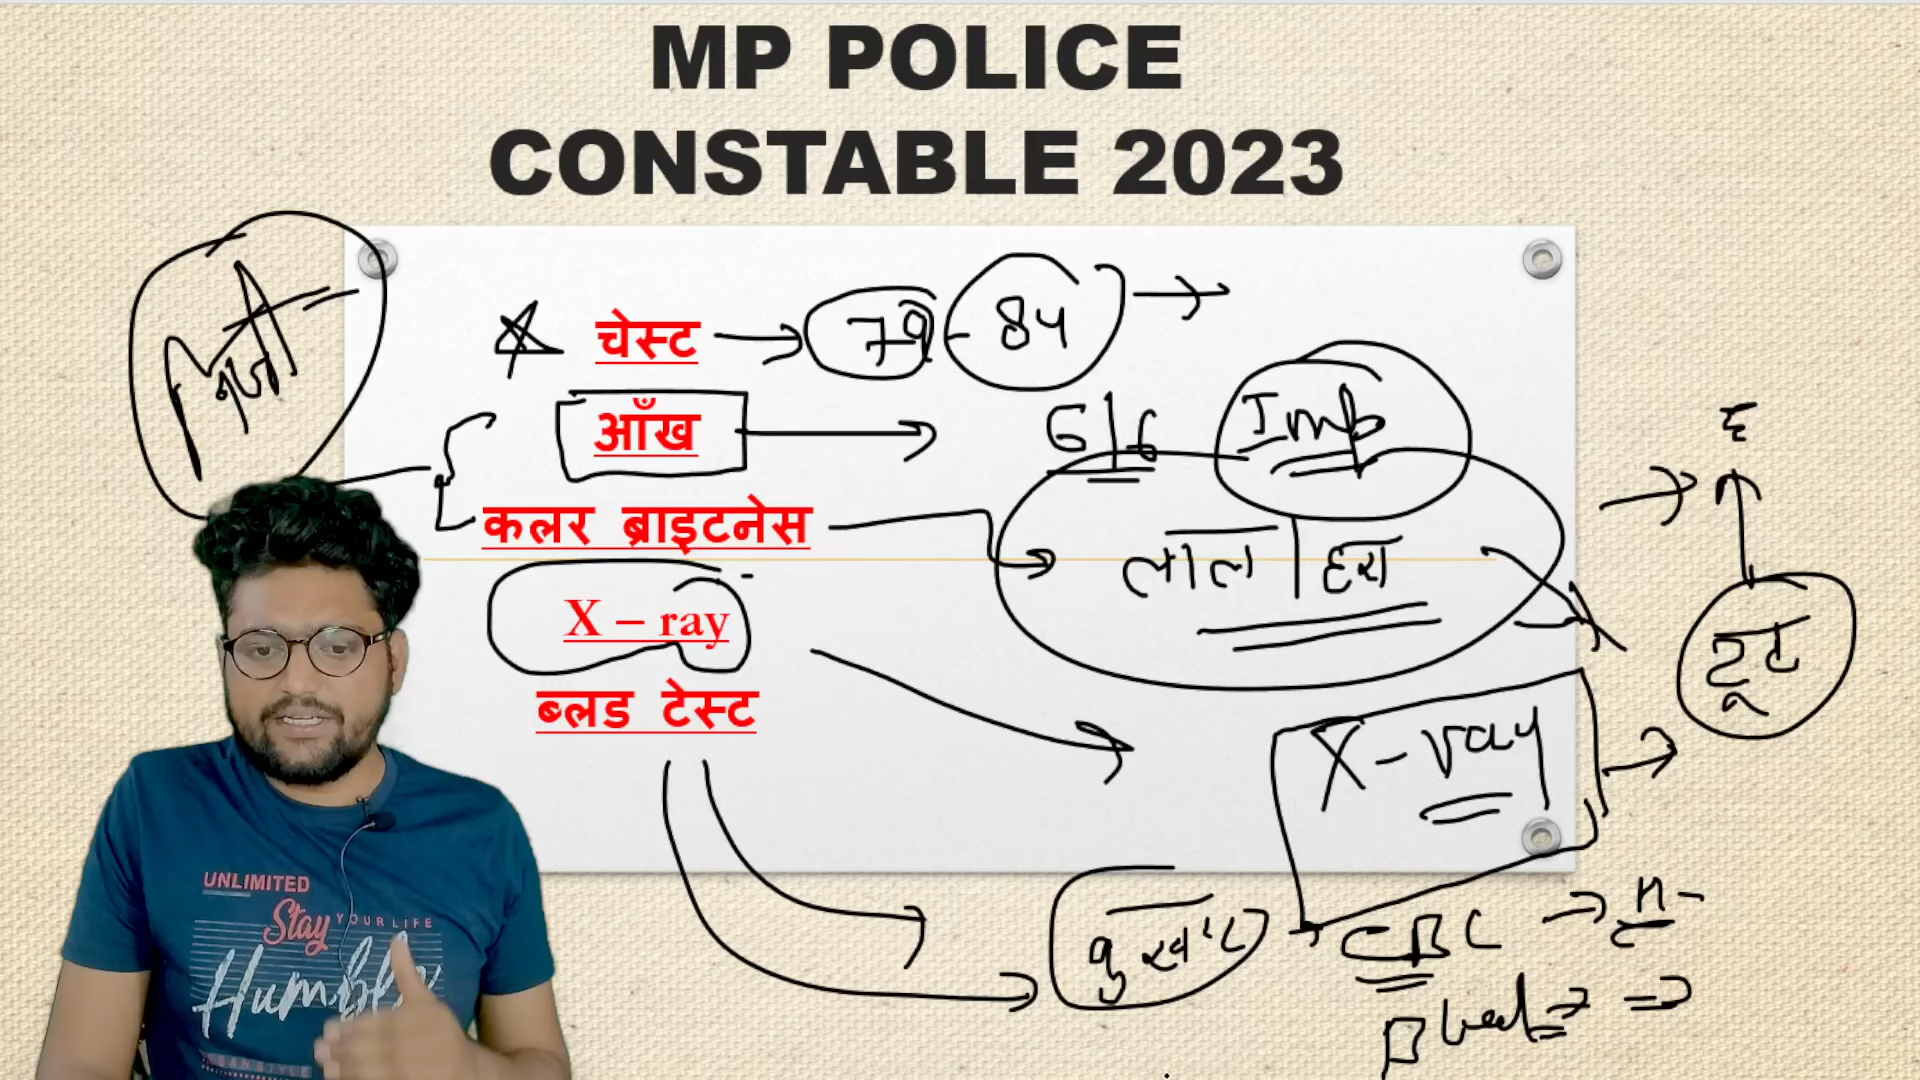 MP POLICE
CONSTABLE 2023
चेस्ट 79-84
आँख 6|6 Imp
कलर ब्राइटनेस लाल | हरा
X – ray
टूट
ब्लड टेस्ट X-ray
CBC
UNLIMITED
Stay YOUR LIFE
Humble